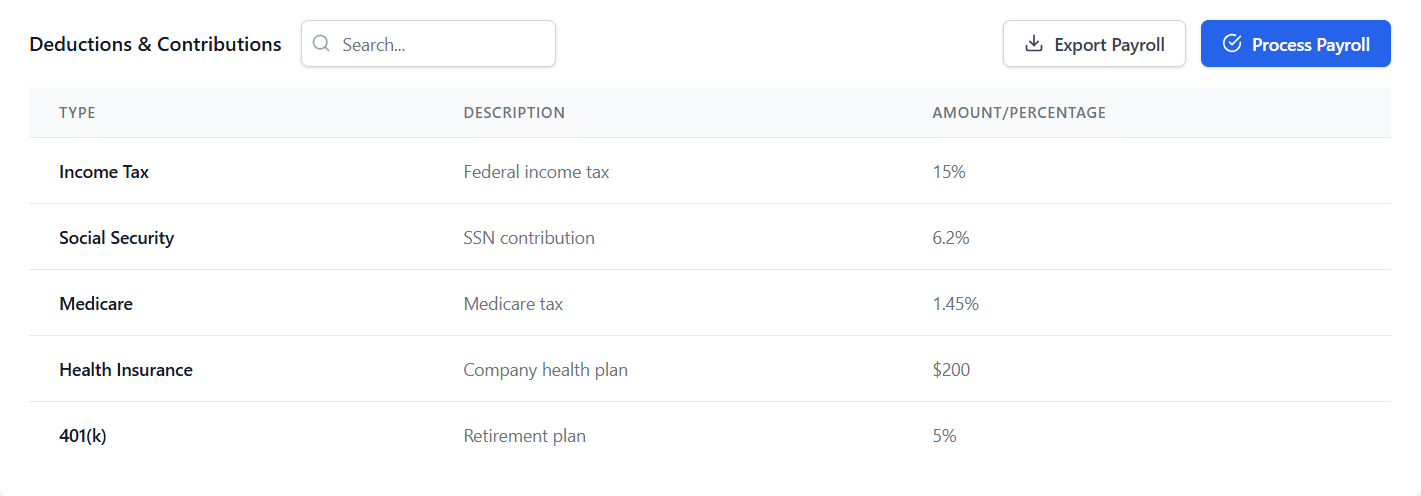 Deductions & Contributions Search... Export Payroll Process Payroll
TYPE DESCRIPTION AMOUNT/PERCENTAGE
Income Tax Federal income tax 15%
Social Security SSN contribution 6.2%
Medicare Medicare tax 1.45%
Health Insurance Company health plan $200
401(k) Retirement plan 5%